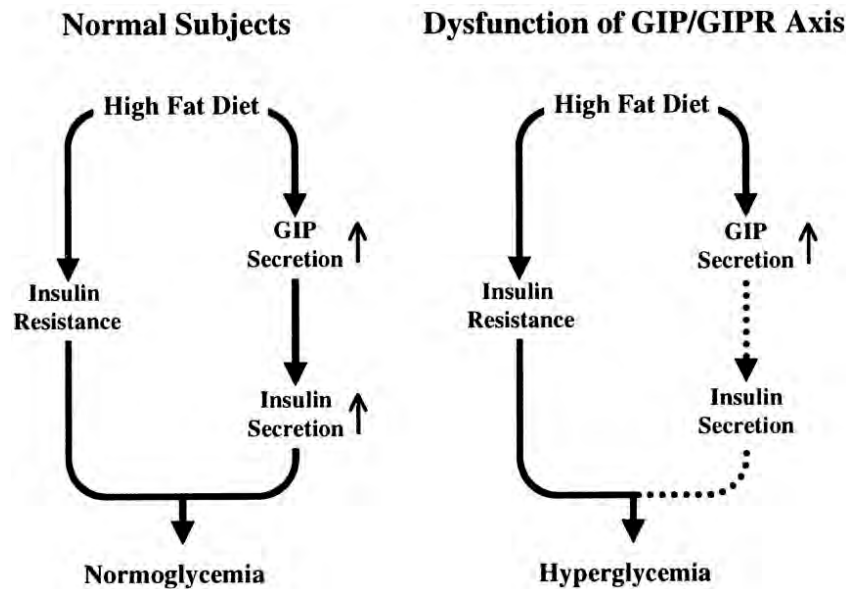 Normal Subjects
High Fat Diet
GIP
Secretion ↑
Insulin
Resistance
Insulin
Secretion ↑
Normoglycemia
Dysfunction of GIP/GIPR Axis
High Fat Diet
GIP
Secretion ↑
Insulin
Resistance
Insulin
Secretion
Hyperglycemia